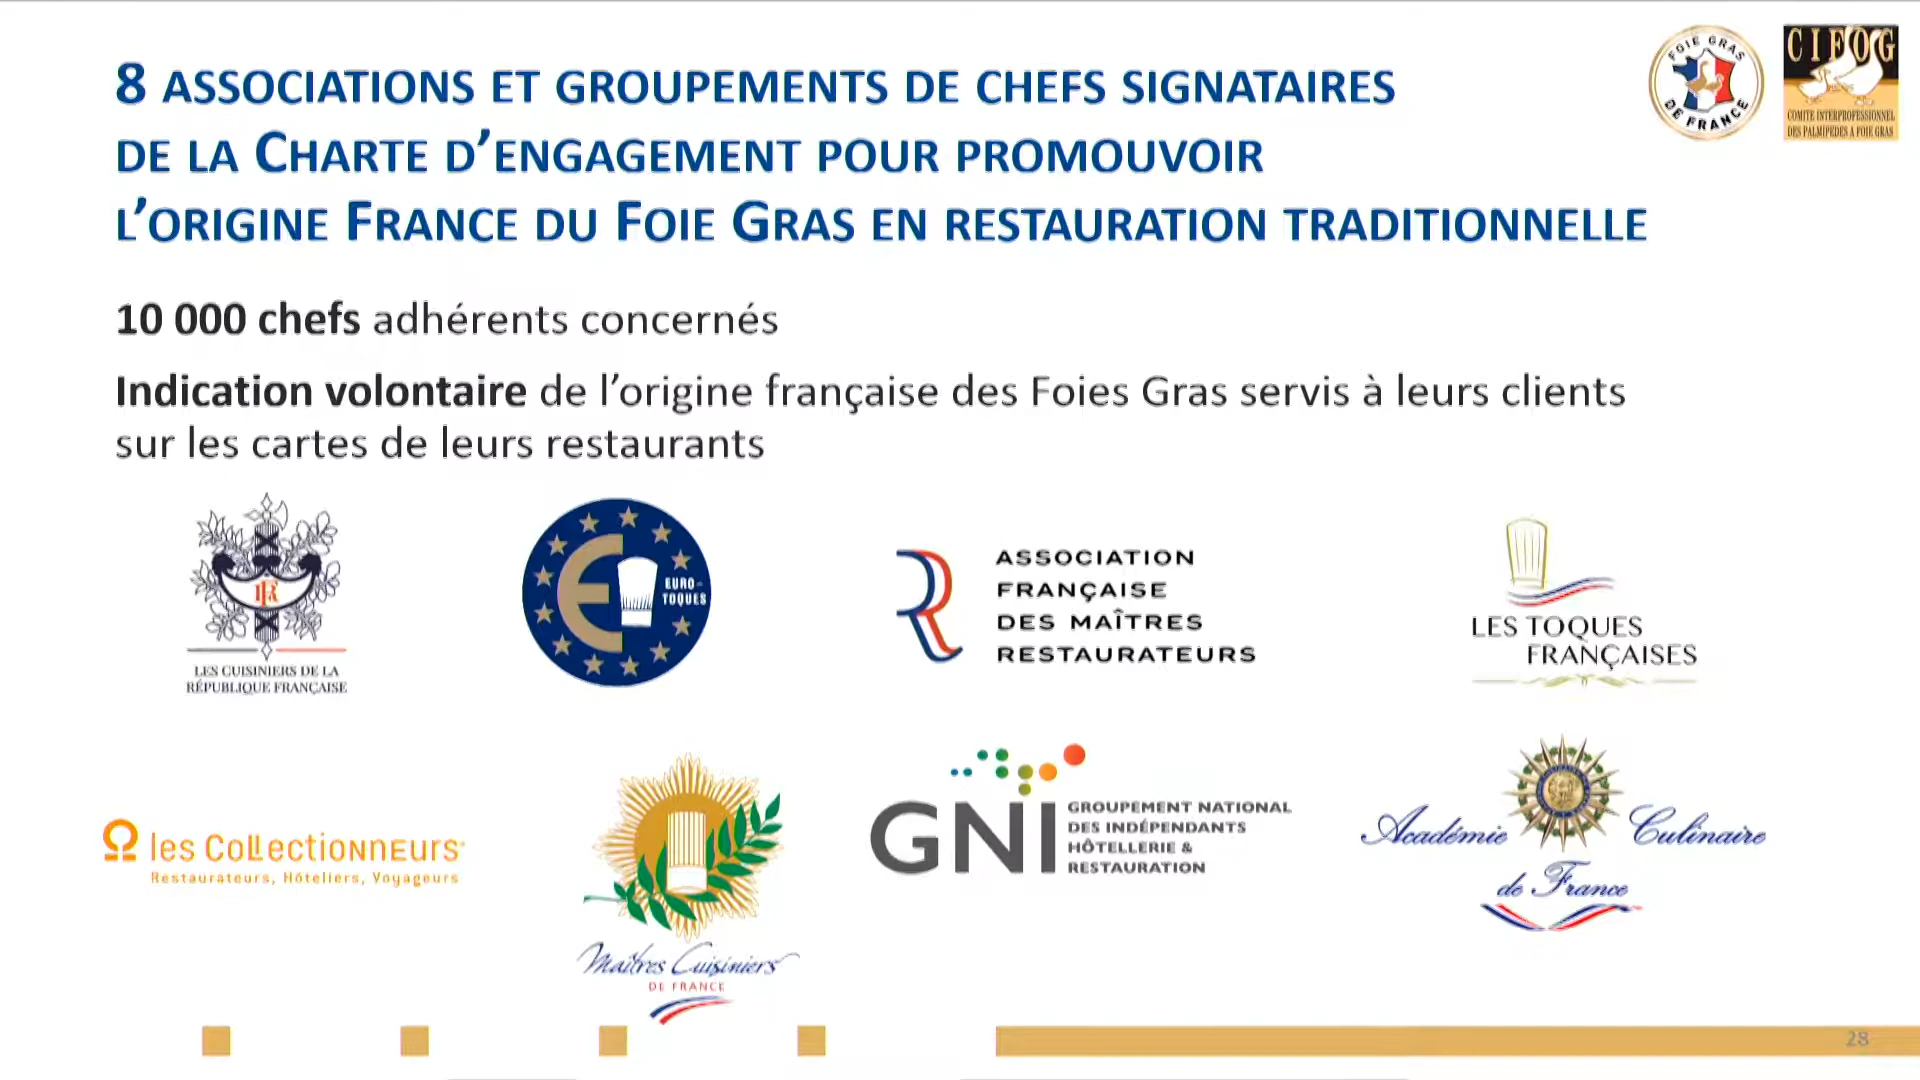 8 ASSOCIATIONS ET GROUPEMENTS DE CHEFS SIGNATAIRES
DE LA CHARTE D’ENGAGEMENT POUR PROMOUVOIR
L’ORIGINE FRANCE DU FOIE GRAS EN RESTAURATION TRADITIONNELLE
FOIE GRAS
DE FRANCE
CIFOG
COMITE INTERPROFESSIONNEL
DES PALMIPEDES A FOIE GRAS
10 000 chefs adhérents concernés
Indication volontaire de l’origine française des Foies Gras servis à leurs clients
sur les cartes de leurs restaurants
RF
LES CUISINIERS DE LA
RÉPUBLIQUE FRANÇAISE
EURO-
TOQUES
ASSOCIATION
FRANÇAISE
DES MAÎTRES
RESTAURATEURS
LES TOQUES
FRANÇAISES
les Collectionneurs
Restaurateurs, Hôteliers, Voyageurs
Maîtres Cuisiniers
DE FRANCE
GNI
GROUPEMENT NATIONAL
DES INDÉPENDANTS
HÔTELLERIE &
RESTAURATION
Académie Culinaire
de France
28